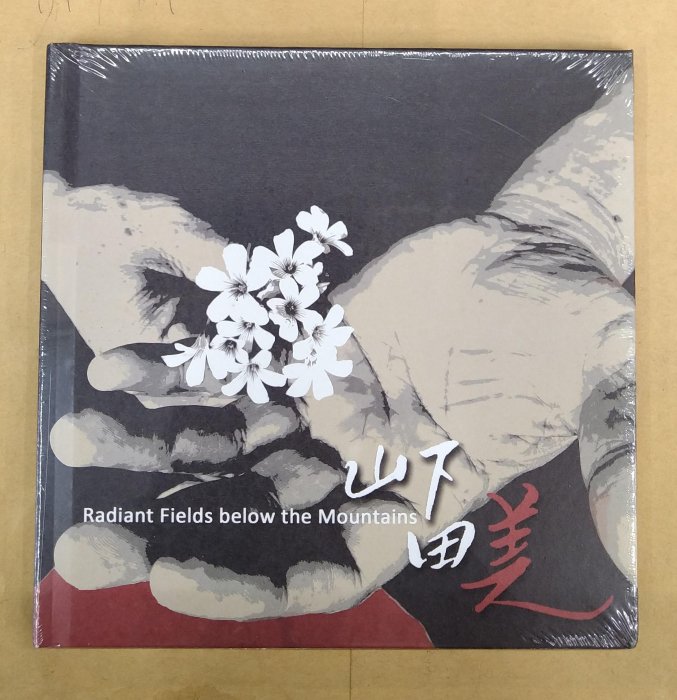 山下
田美
Radiant Fields below the Mountains